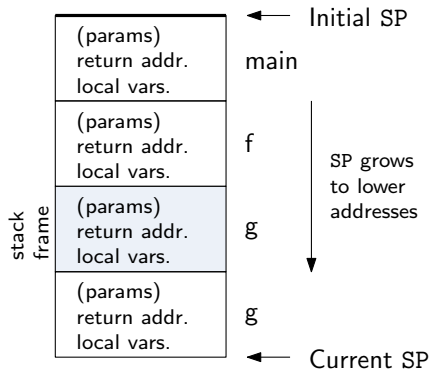 Initial SP
(params)
return addr.
local vars.
main
(params)
return addr.
local vars.
f
SP grows
to lower
addresses
stack
frame
(params)
return addr.
local vars.
g
(params)
return addr.
local vars.
g
Current SP